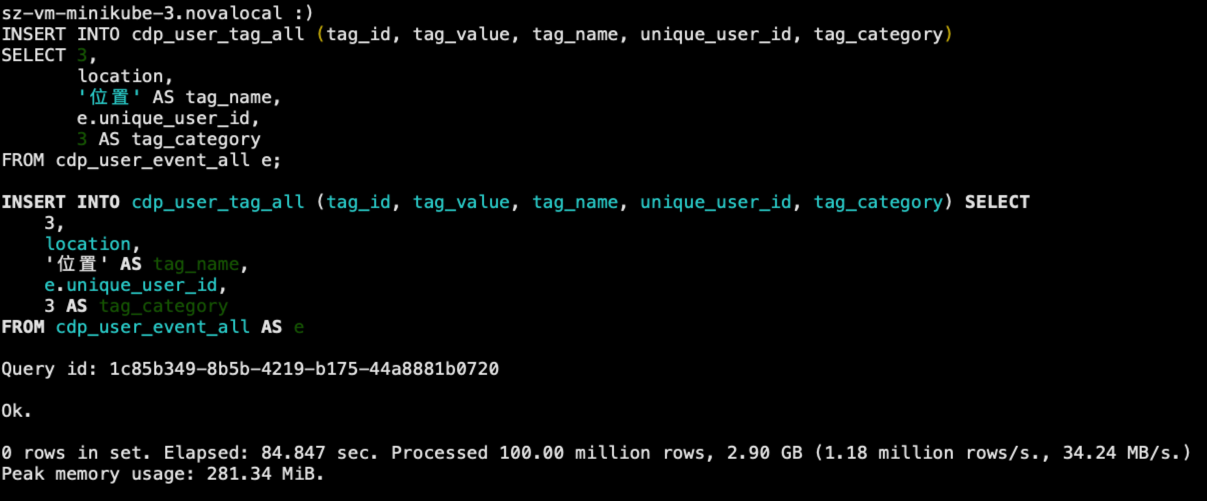 sz-vm-minikube-3.novalocal :)
INSERT INTO cdp_user_tag_all (tag_id, tag_value, tag_name, unique_user_id, tag_category)
SELECT 3,
       location,
       '位置' AS tag_name,
       e.unique_user_id,
       3 AS tag_category
FROM cdp_user_event_all e;

INSERT INTO cdp_user_tag_all (tag_id, tag_value, tag_name, unique_user_id, tag_category) SELECT
    3,
    location,
    '位置' AS tag_name,
    e.unique_user_id,
    3 AS tag_category
FROM cdp_user_event_all AS e

Query id: 1c85b349-8b5b-4219-b175-44a8881b0720

Ok.

0 rows in set. Elapsed: 84.847 sec. Processed 100.00 million rows, 2.90 GB (1.18 million rows/s., 34.24 MB/s.)
Peak memory usage: 281.34 MiB.